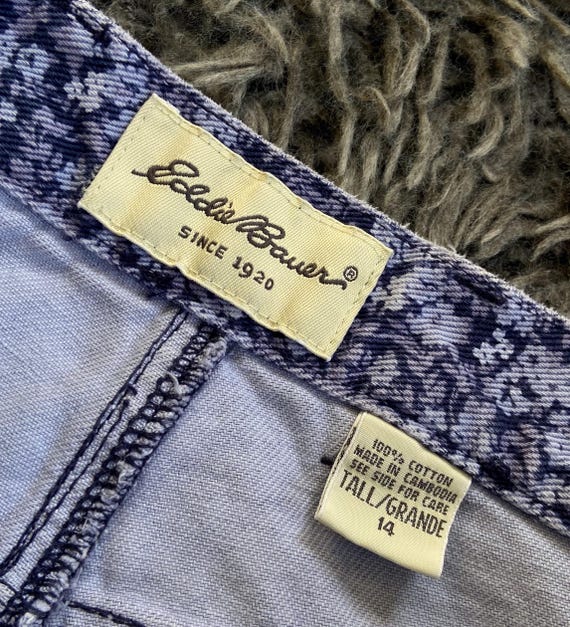 Eddie Bauer®
SINCE 1920
100% COTTON
MADE IN CAMBODIA
SEE SIDE FOR CARE
TALL/GRANDE
14